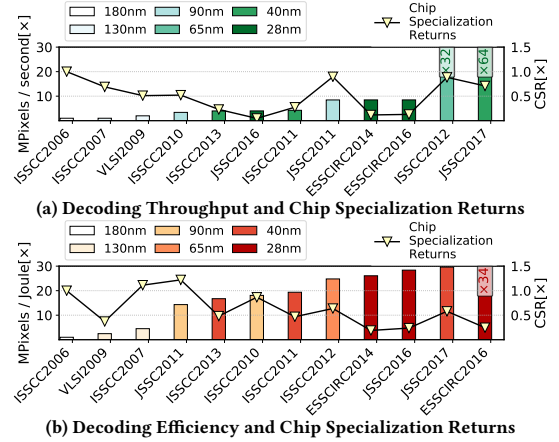 180nm 90nm 40nm
130nm 65nm 28nm
Chip
Specialization
Returns
MPixels / second[×]
30
20
10
×32
×64
1.5
1.0
0.5
CSR[×]
ISSCC2006
ISSCC2007
VLSI2009
ISSCC2010
ISSCC2013
JSSC2016
ISSCC2011
JSSC2011
ESSCIRC2014
ESSCIRC2016
ISSCC2012
JSSC2017
(a) Decoding Throughput and Chip Specialization Returns
180nm 90nm 40nm
130nm 65nm 28nm
Chip
Specialization
Returns
MPixels / Joule[×]
30
20
10
×34
1.5
1.0
0.5
CSR[×]
ISSCC2006
VLSI2009
ISSCC2007
JSSC2011
ISSCC2013
ISSCC2010
ISSCC2011
ISSCC2012
ESSCIRC2014
JSSC2016
JSSC2017
ESSCIRC2016
(b) Decoding Efficiency and Chip Specialization Returns